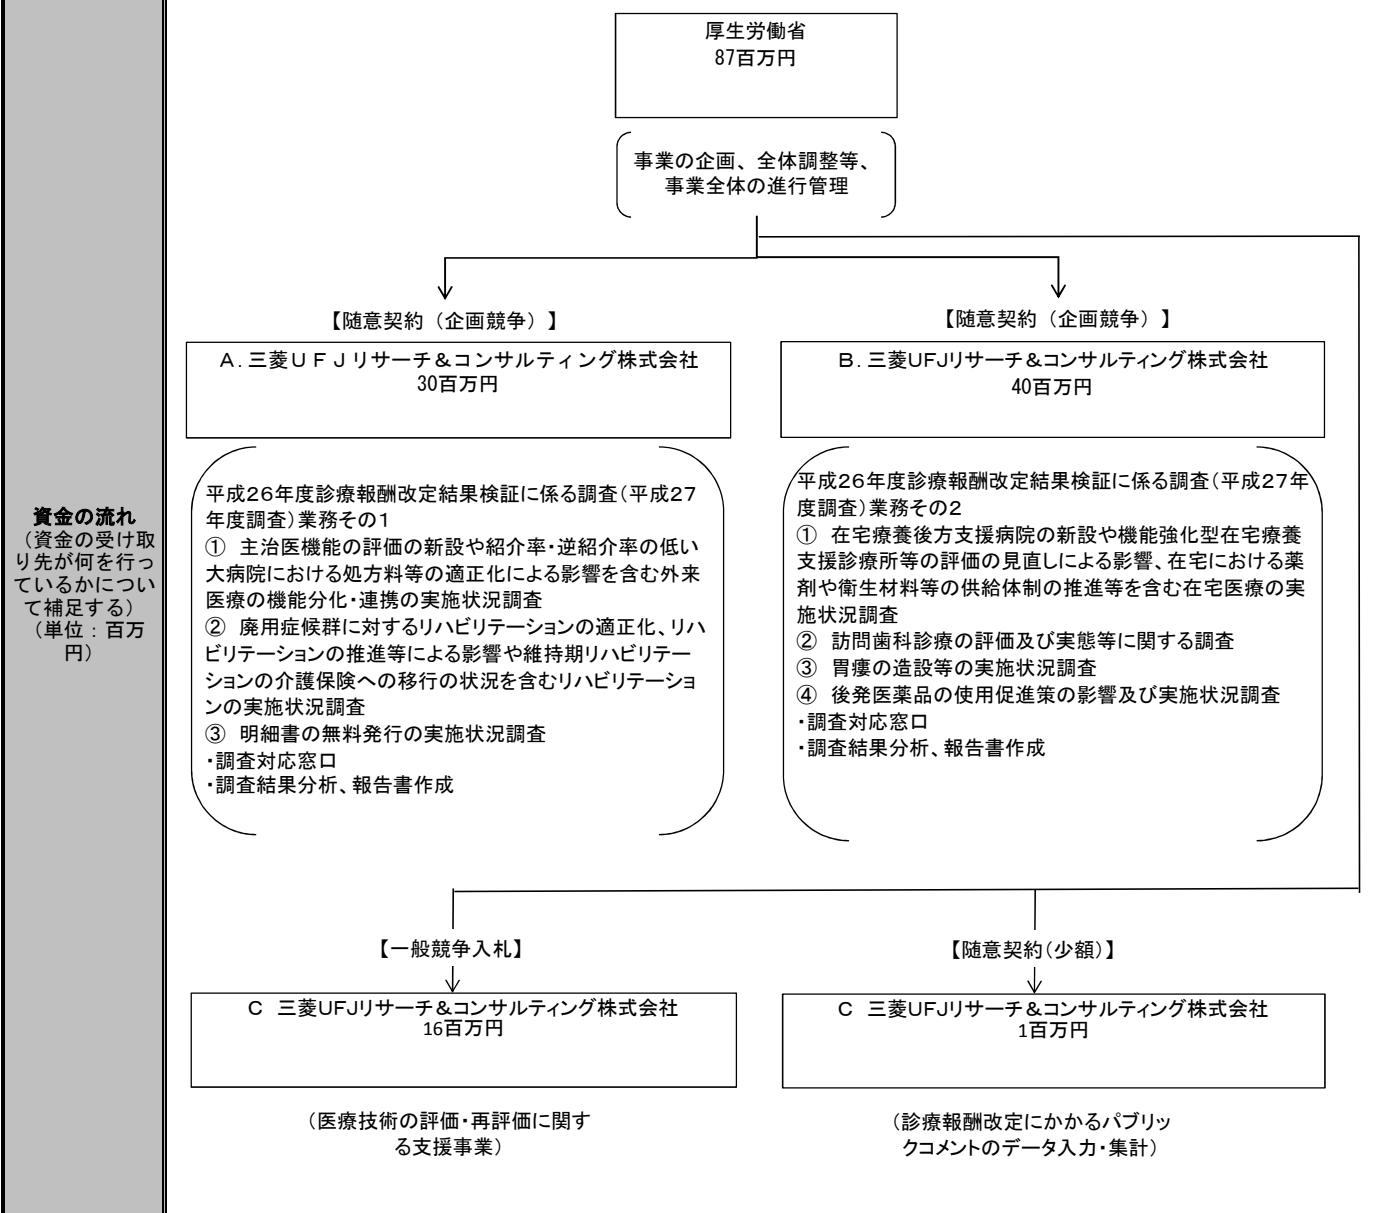 資金の流れ
（資金の受け取
り先が何を行っ
ているかについ
て補足する）
（単位：百万
円）
厚生労働省
87百万円
事業の企画、全体調整等、
事業全体の進行管理
【随意契約（企画競争）】
A．三菱ＵＦＪリサーチ＆コンサルティング株式会社
30百万円
平成２６年度診療報酬改定結果検証に係る調査（平成２７
年度調査）業務その１
①　主治医機能の評価の新設や紹介率・逆紹介率の低い
大病院における処方料等の適正化による影響を含む外来
医療の機能分化・連携の実施状況調査
②　廃用症候群に対するリハビリテーションの適正化、リハ
ビリテーションの推進等による影響や維持期リハビリテー
ションの介護保険への移行の状況を含むリハビリテーショ
ンの実施状況調査
③　明細書の無料発行の実施状況調査
・調査対応窓口
・調査結果分析、報告書作成
【随意契約（企画競争）】
B．三菱UFJリサーチ＆コンサルティング株式会社
40百万円
平成２６年度診療報酬改定結果検証に係る調査（平成２７年
度調査）業務その２
①　在宅療養後方支援病院の新設や機能強化型在宅療養
支援診療所等の評価の見直しによる影響、在宅における薬
剤や衛生材料等の供給体制の推進等を含む在宅医療の実
施状況調査
②　訪問歯科診療の評価及び実態等に関する調査
③　胃瘻の造設等の実施状況調査
④　後発医薬品の使用促進策の影響及び実施状況調査
・調査対応窓口
・調査結果分析、報告書作成
【一般競争入札】
C　三菱UFJリサーチ＆コンサルティング株式会社
16百万円
（医療技術の評価・再評価に関す
る支援事業）
【随意契約（少額）】
C　三菱UFJリサーチ＆コンサルティング株式会社
1百万円
（診療報酬改定にかかるパブリッ
クコメントのデータ入力・集計）